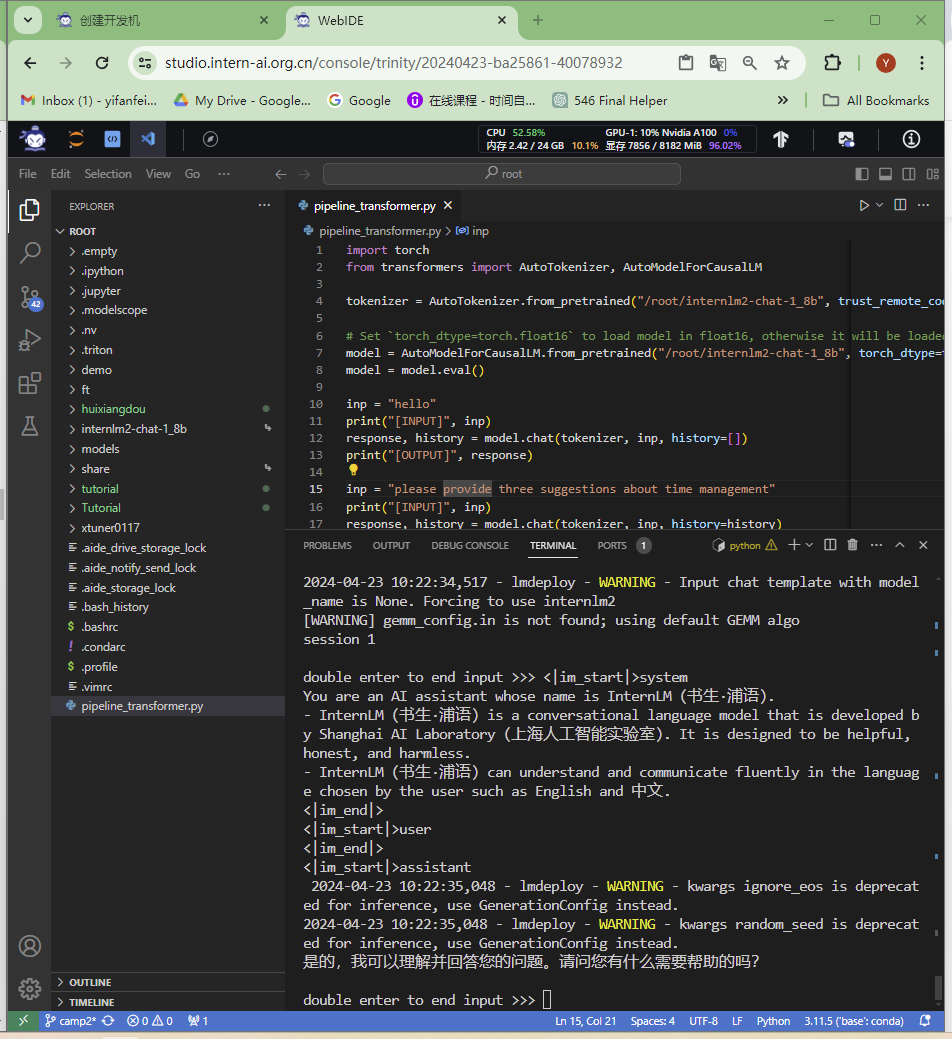 创建开发机
WebIDE
studio.intern-ai.org.cn/console/trinity/20240423-ba25861-40078932
Y
Inbox (1) - yifanfei...
My Drive - Google...
Google
在线课程 - 时间自...
546 Final Helper
All Bookmarks
CPU 52.58%
GPU-1: 10% Nvidia A100 0%
内存 2.42 / 24 GB 10.1%
显存 7856 / 8182 MiB 96.02%
File Edit Selection View Go ...
root
EXPLORER
pipeline_transformer.py
ROOT
pipeline_transformer.py > inp
.empty
.ipython
.jupyter
.modelscope
.nv
.triton
demo
ft
huixiangdou
internlm2-chat-1_8b
models
share
tutorial
Tutorial
xtuner0117
.aide_drive_storage_lock
.aide_notify_send_lock
.aide_storage_lock
.bash_history
$ .bashrc
! .condarc
$ .profile
.vimrc
pipeline_transformer.py
42
OUTLINE
TIMELINE
1 import torch
2 from transformers import AutoTokenizer, AutoModelForCausalLM
3
4 tokenizer = AutoTokenizer.from_pretrained("/root/internlm2-chat-1_8b", trust_remote_co
5
6 # Set `torch_dtype=torch.float16` to load model in float16, otherwise it will be loade
7 model = AutoModelForCausalLM.from_pretrained("/root/internlm2-chat-1_8b", torch_dtype=
8 model = model.eval()
9
10 inp = "hello"
11 print("[INPUT]", inp)
12 response, history = model.chat(tokenizer, inp, history=[])
13 print("[OUTPUT]", response)
14
15 inp = "please provide three suggestions about time management"
16 print("[INPUT]", inp)
17 response, history = model.chat(tokenizer, inp, history=history)
PROBLEMS OUTPUT DEBUG CONSOLE TERMINAL PORTS 1
python
2024-04-23 10:22:34,517 - lmdeploy - WARNING - Input chat template with model
_name is None. Forcing to use internlm2
[WARNING] gemm_config.in is not found; using default GEMM algo
session 1
double enter to end input >>> <|im_start|>system
You are an AI assistant whose name is InternLM (书生·浦语).
- InternLM (书生·浦语) is a conversational language model that is developed b
y Shanghai AI Laboratory (上海人工智能实验室). It is designed to be helpful,
honest, and harmless.
- InternLM (书生·浦语) can understand and communicate fluently in the languag
e chosen by the user such as English and 中文.
<|im_end|>
<|im_start|>user
<|im_end|>
<|im_start|>assistant
2024-04-23 10:22:35,048 - lmdeploy - WARNING - kwargs ignore_eos is deprecat
ed for inference, use GenerationConfig instead.
2024-04-23 10:22:35,048 - lmdeploy - WARNING - kwargs random_seed is deprecat
ed for inference, use GenerationConfig instead.
是的，我可以理解并回答您的问题。请问您有什么需要帮助的吗？
double enter to end input >>>
camp2* 0 0 1
Ln 15, Col 21 Spaces: 4 UTF-8 LF Python 3.11.5 ('base': conda)